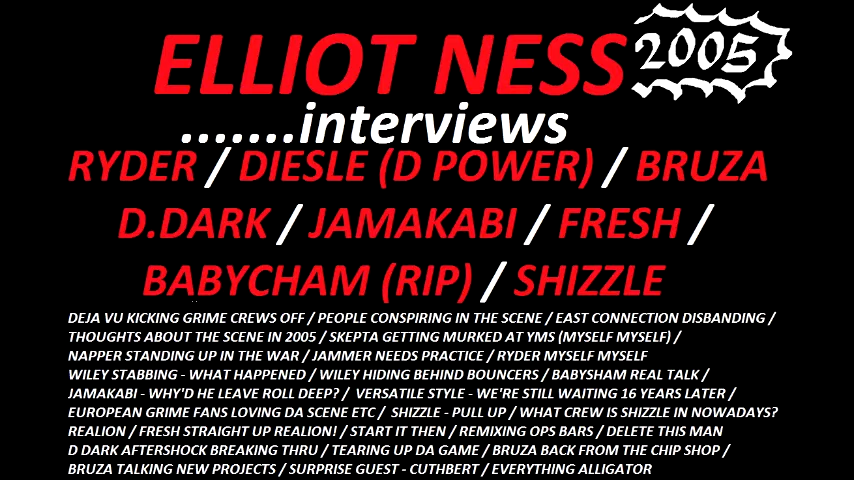 ELLIOT NESS 2005
.......interviews
RYDER / DIESLE (D POWER) / BRUZA
D.DARK / JAMAKABI / FRESH /
BABYCHAM (RIP) / SHIZZLE
DEJA VU KICKING GRIME CREWS OFF / PEOPLE CONSPIRING IN THE SCENE / EAST CONNECTION DISBANDING /
THOUGHTS ABOUT THE SCENE IN 2005 / SKEPTA GETTING MURKED AT YMS (MYSELF MYSELF) /
NAPPER STANDING UP IN THE WAR / JAMMER NEEDS PRACTICE / RYDER MYSELF MYSELF
WILEY STABBING - WHAT HAPPENED / WILEY HIDING BEHIND BOUNCERS / BABYSHAM REAL TALK /
JAMAKABI - WHY'D HE LEAVE ROLL DEEP? / VERSATILE STYLE - WE'RE STILL WAITING 16 YEARS LATER /
EUROPEAN GRIME FANS LOVING DA SCENE ETC / SHIZZLE - PULL UP / WHAT CREW IS SHIZZLE IN NOWADAYS?
REALION / FRESH STRAIGHT UP REALION! / START IT THEN / REMIXING OPS BARS / DELETE THIS MAN
D DARK AFTERSHOCK BREAKING THRU / TEARING UP DA GAME / BRUZA BACK FROM THE CHIP SHOP /
BRUZA TALKING NEW PROJECTS / SURPRISE GUEST - CUTHBERT / EVERYTHING ALLIGATOR